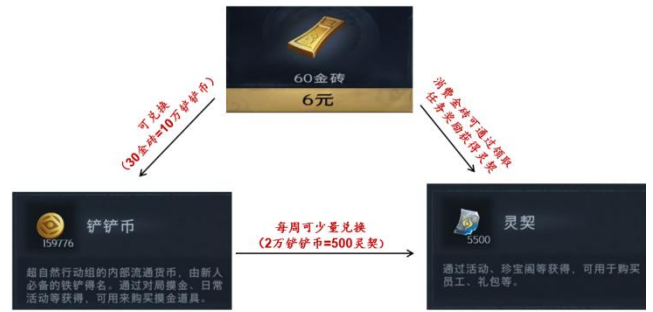 60金砖
6元
可兑换
（30金砖=10万铲铲币）
消费金砖可通过领取
任务奖励获得灵契
159776
铲铲币
超自然行动组的内部流通货币，由新人
必备的铁铲得名。通过对局摸金、日常
活动等获得，可用来购买摸金道具。
每周可少量兑换
（2万铲铲币=500灵契）
5500
灵契
通过活动、珍宝阁等获得，可用于购买
员工、礼包等。